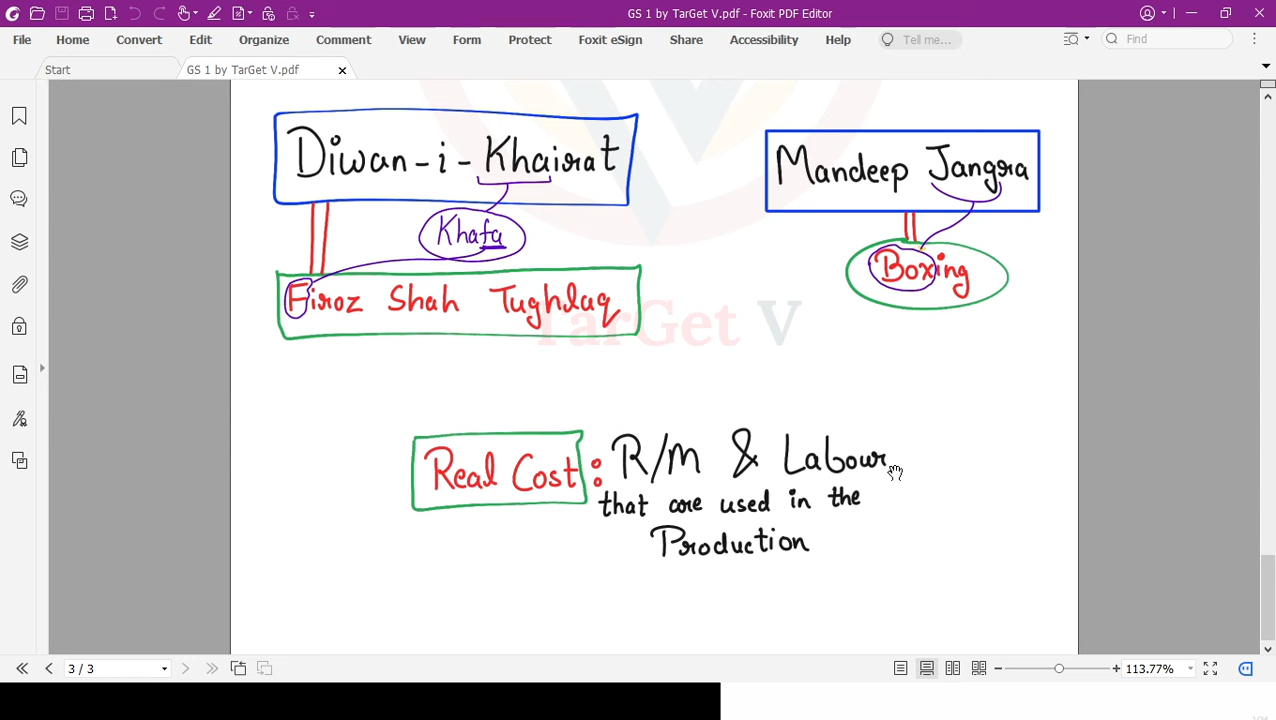 GS 1 by TarGet V.pdf - Foxit PDF Editor
File Home Convert Edit Organize Comment View Form Protect Foxit eSign Share Accessibility Help Tell me... Find
Start GS 1 by TarGet V.pdf
Diwan-i-Khairat
Khafa
Firoz Shah Tughlaq
Mandeep Jangra
Boxing
TarGet V
Real Cost : R/M & Labour
that are used in the
Production
3 / 3 113.77%